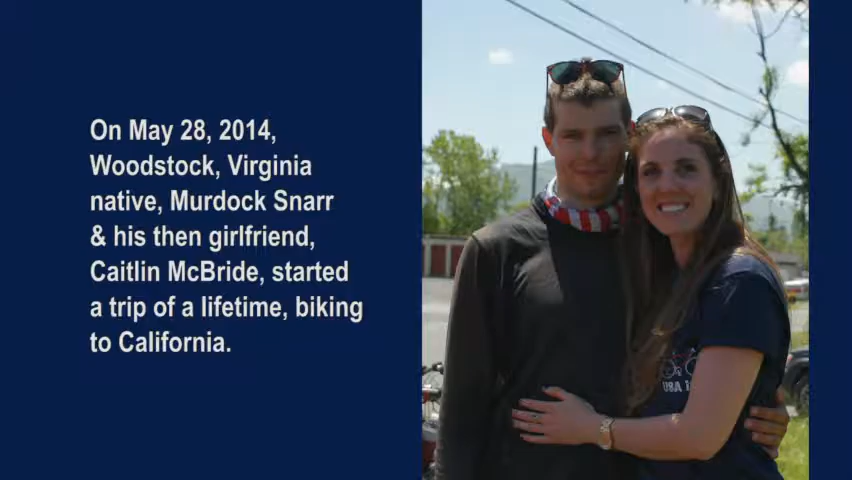 On May 28, 2014,
Woodstock, Virginia
native, Murdock Snarr
& his then girlfriend,
Caitlin McBride, started
a trip of a lifetime, biking
to California.
USA